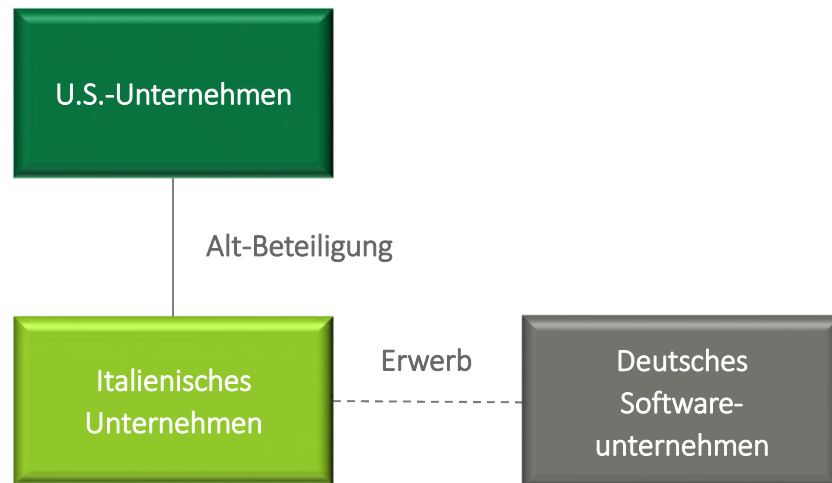 U.S.-Unternehmen
Alt-Beteiligung
Italienisches
Unternehmen
Erwerb
Deutsches
Software-
unternehmen